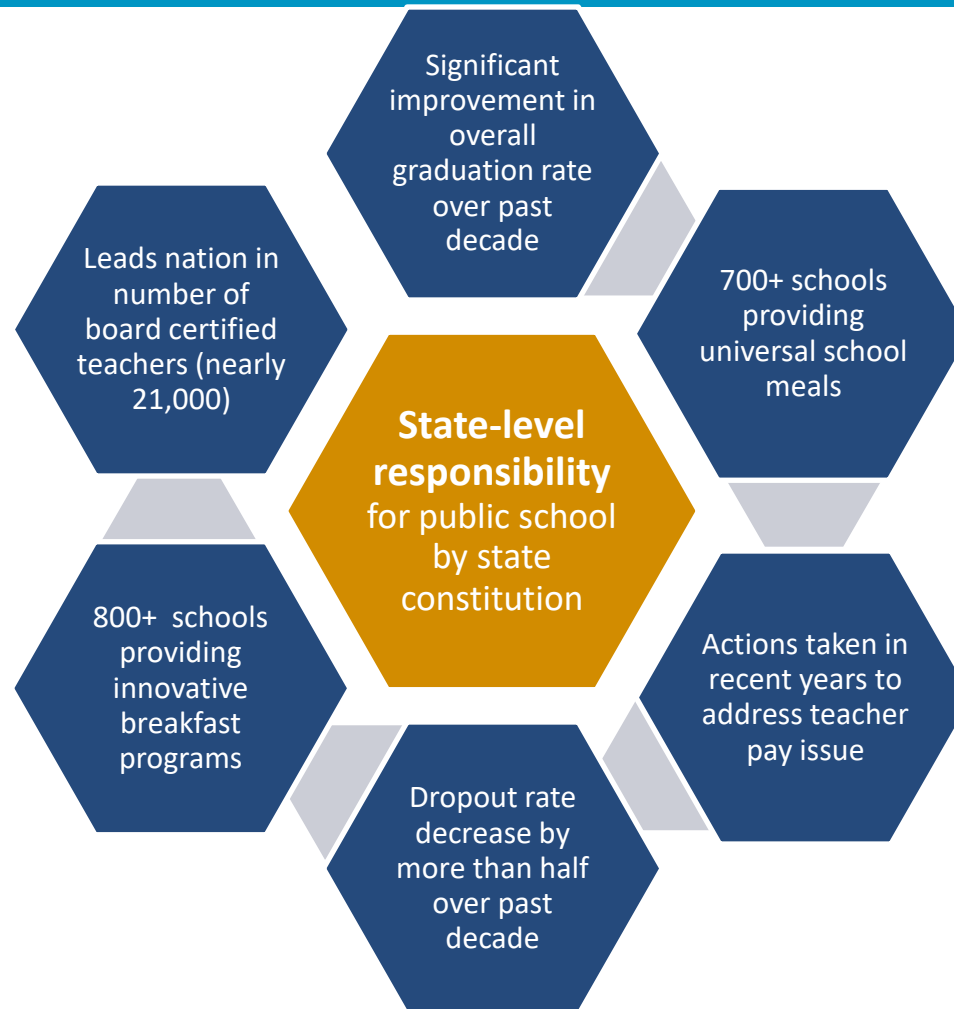 Significant
improvement in
overall
graduation rate
over past
decade
Leads nation in
number of
board certified
teachers (nearly
21,000)
700+ schools
providing
universal school
meals
State-level
responsibility
for public school
by state
constitution
800+  schools
providing
innovative
breakfast
programs
Actions taken in
recent years to
address teacher
pay issue
Dropout rate
decrease by
more than half
over past
decade